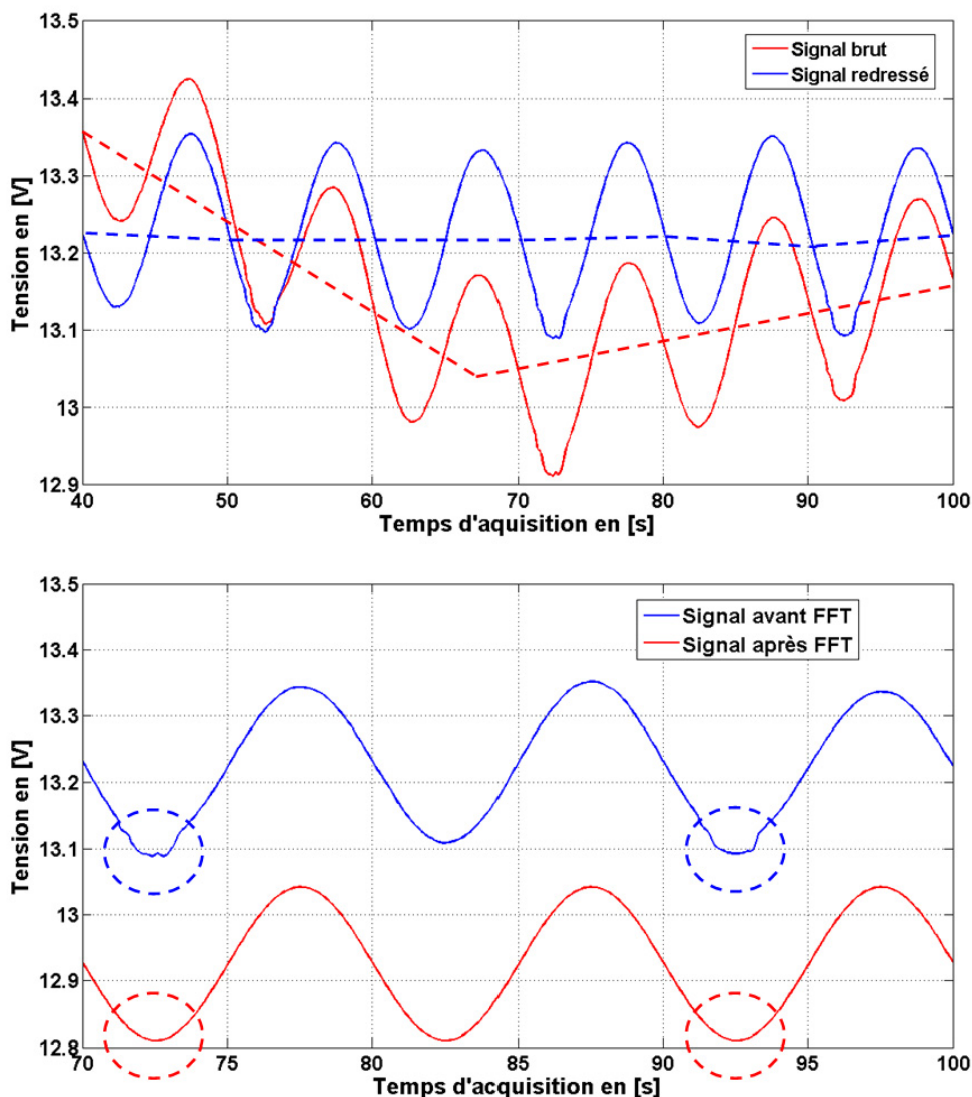 13.5
13.4
13.3
13.2
13.1
13
12.9
Tension en [V]
Signal brut
Signal redressé
40 50 60 70 80 90 100
Temps d'aquisition en [s]
13.5
13.4
13.3
13.2
13.1
13
12.9
12.8
Tension en [V]
Signal avant FFT
Signal après FFT
70 75 80 85 90 95 100
Temps d'acquisition en [s]